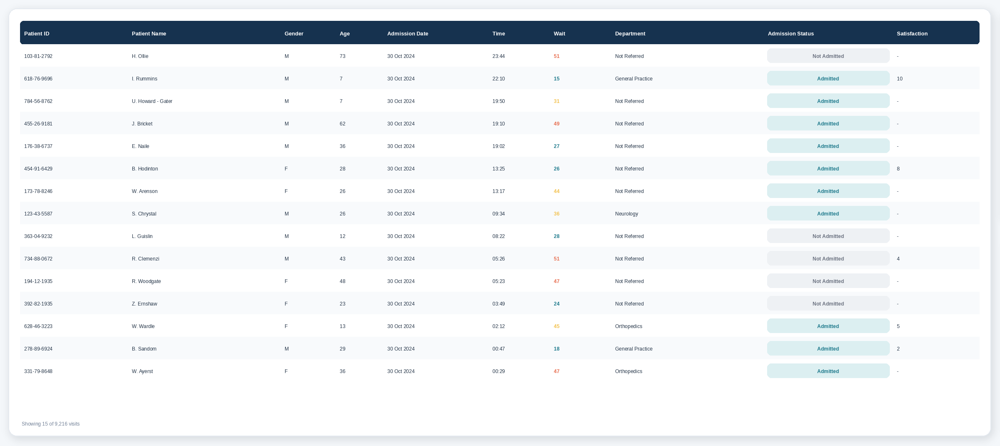 Patient ID Patient Name Gender Age Admission Date Time Wait Department Admission Status Satisfaction
103-81-2792 H. Ollie M 73 30 Oct 2024 23:44 51 Not Referred Not Admitted -
618-76-9696 I. Rummins M 7 30 Oct 2024 22:10 15 General Practice Admitted 10
784-56-8762 U. Howard - Gater M 7 30 Oct 2024 19:50 31 Not Referred Admitted -
455-26-9181 J. Bricket M 62 30 Oct 2024 19:10 49 Not Referred Admitted -
176-38-6737 E. Naile M 36 30 Oct 2024 19:02 27 Not Referred Admitted -
454-91-6429 B. Hodinton F 28 30 Oct 2024 13:25 26 Not Referred Admitted 8
173-78-8246 W. Arenson F 26 30 Oct 2024 13:17 44 Not Referred Admitted -
123-43-5587 S. Chrystal M 26 30 Oct 2024 09:34 36 Neurology Admitted -
363-04-9232 L. Guislin M 12 30 Oct 2024 08:22 28 Not Referred Not Admitted -
734-88-0672 R. Clemenzi M 43 30 Oct 2024 05:26 51 Not Referred Not Admitted 4
194-12-1935 R. Woodgate F 48 30 Oct 2024 05:23 47 Not Referred Not Admitted -
392-82-1935 Z. Ernshaw F 23 30 Oct 2024 03:49 24 Not Referred Not Admitted -
628-46-3223 W. Wardle F 13 30 Oct 2024 02:12 45 Orthopedics Admitted 5
278-89-6924 B. Sandom M 29 30 Oct 2024 00:47 18 General Practice Admitted 2
331-79-8648 W. Ayerst F 36 30 Oct 2024 00:29 47 Orthopedics Admitted -
Showing 15 of 9,216 visits